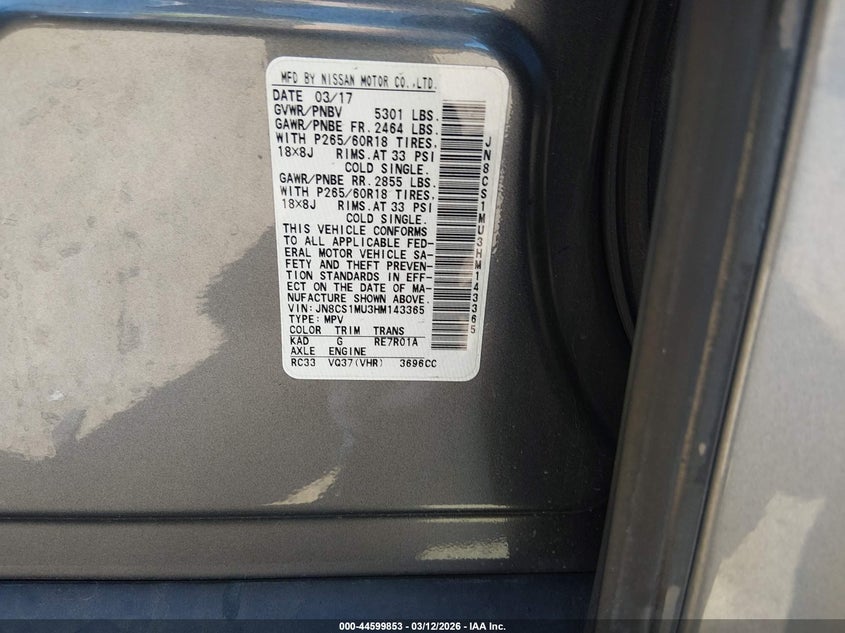 MFD BY NISSAN MOTOR CO.,LTD.
DATE 03/17
GVWR/PNBV 5301 LBS.
GAWR/PNBE FR. 2464 LBS.
WITH P265/60R18 TIRES,
18×8J RIMS.AT 33 PSI
COLD SINGLE.
GAWR/PNBE RR. 2855 LBS.
WITH P265/60R18 TIRES,
18×8J RIMS.AT 33 PSI
COLD SINGLE.
THIS VEHICLE CONFORMS
TO ALL APPLICABLE FED-
ERAL MOTOR VEHICLE SA-
FETY AND THEFT PREVEN-
TION STANDARDS IN EFF-
ECT ON THE DATE OF MA-
NUFACTURE SHOWN ABOVE.
VIN: JN8CS1MU3HM143365
TYPE: MPV
COLOR TRIM TRANS
KAD G RE7R01A
AXLE ENGINE
RC33 VQ37(VHR) 3696CC
JN8CS1MU3HM143365
000-44599853 - 03/12/2026 - IAA Inc.